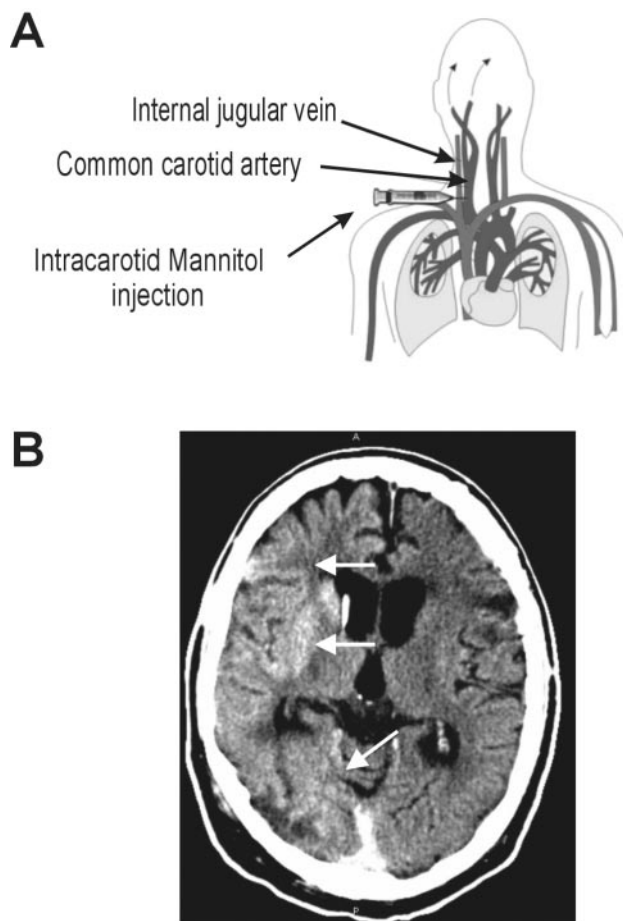 A
Internal jugular vein
Common carotid artery
Intracarotid Mannitol
injection
B
A
P